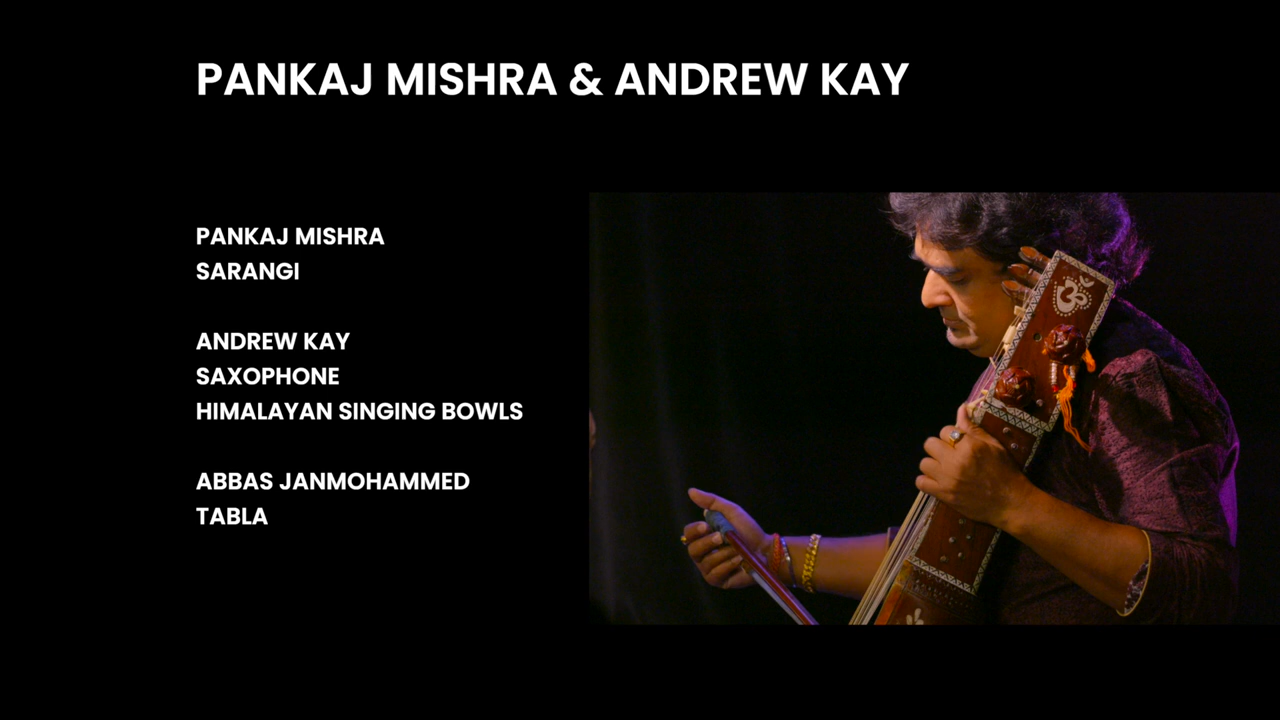 PANKAJ MISHRA & ANDREW KAY
PANKAJ MISHRA
SARANGI
ANDREW KAY
SAXOPHONE
HIMALAYAN SINGING BOWLS
ABBAS JANMOHAMMED
TABLA
ॐ